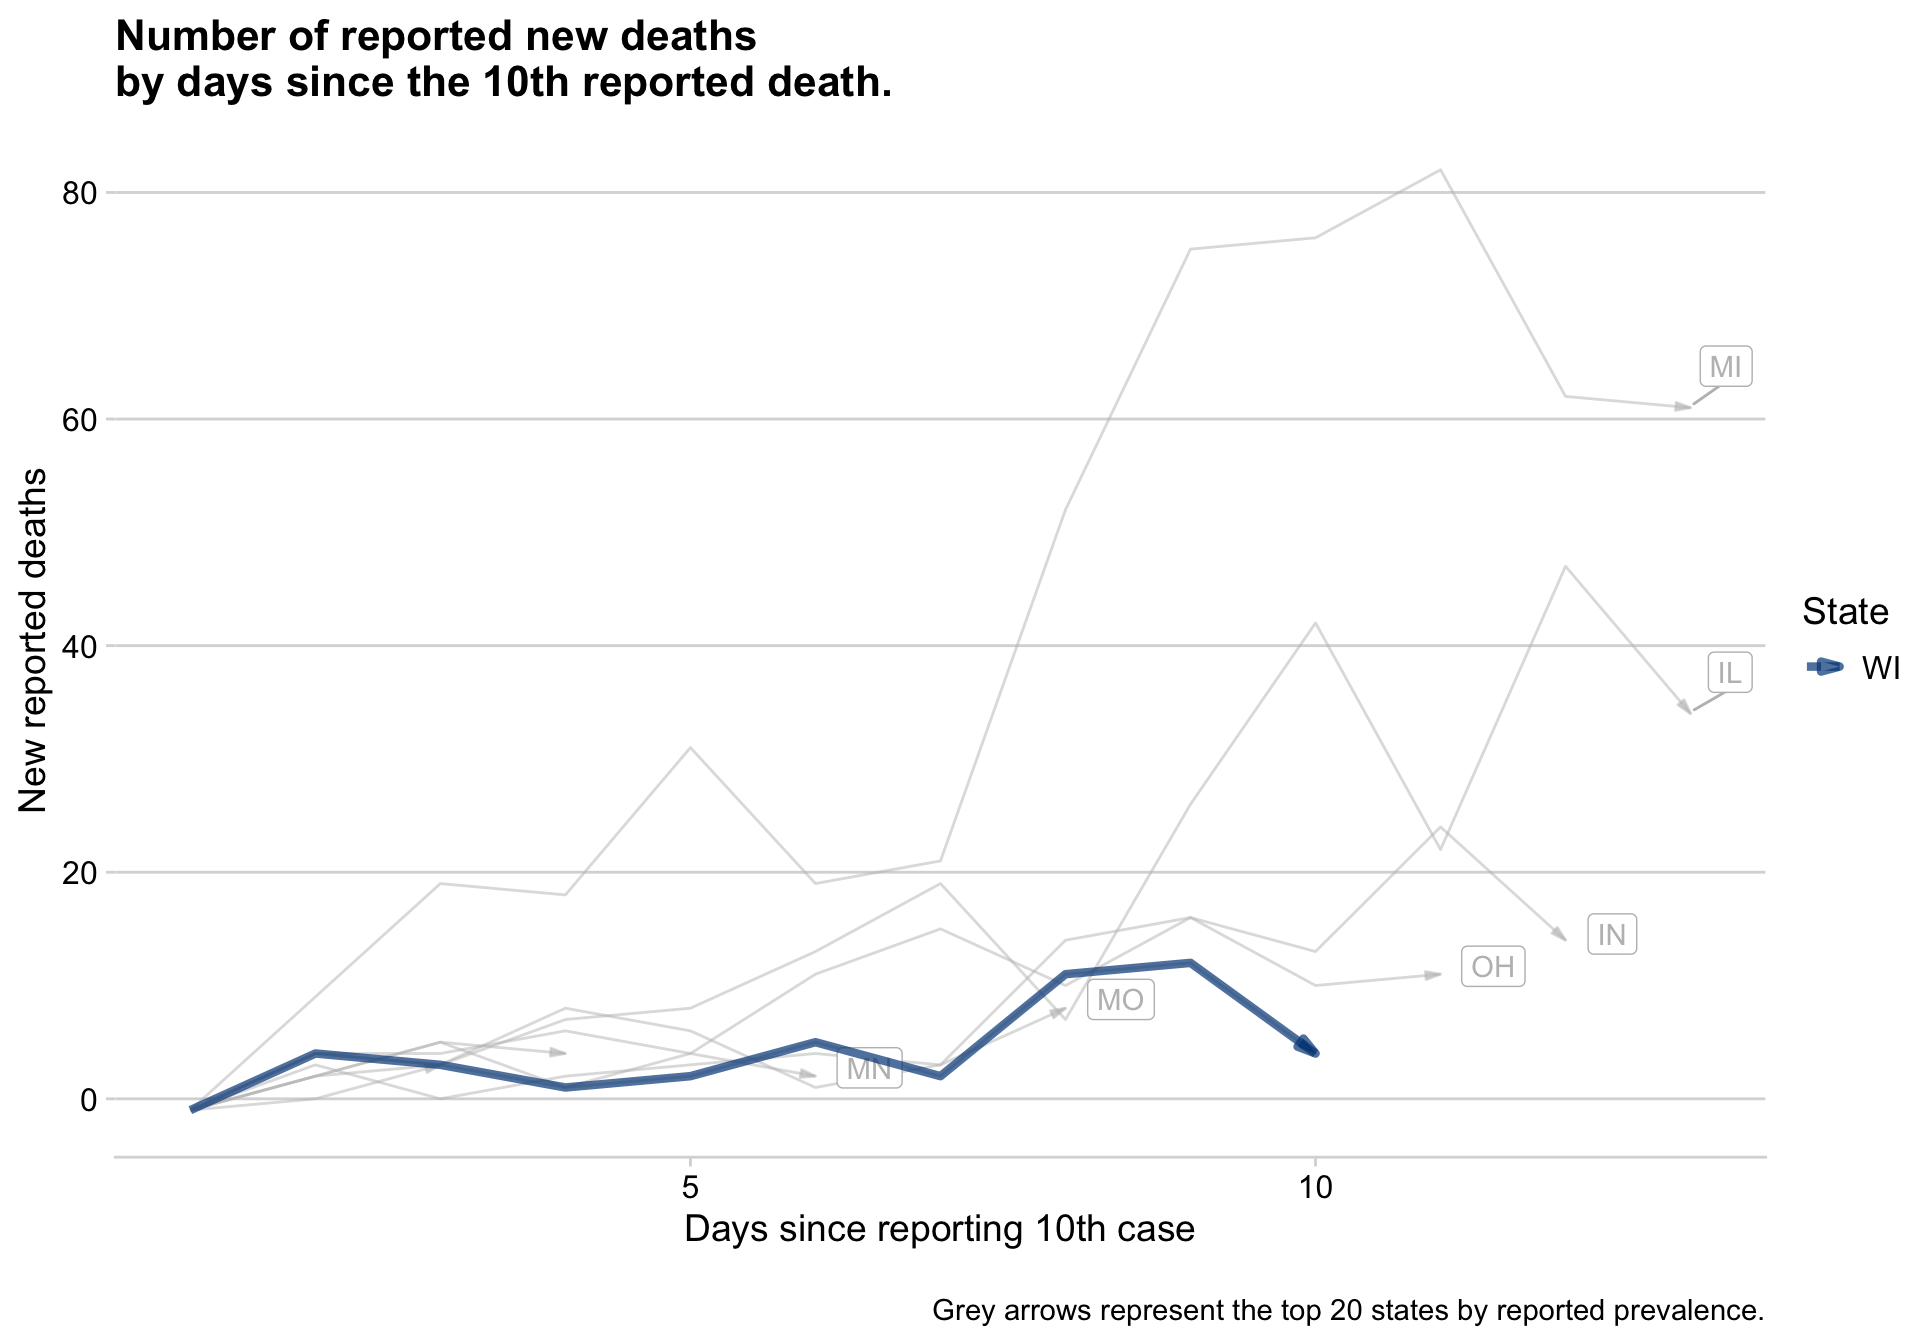 Number of reported new deaths
by days since the 10th reported death.
80
60
40
20
0
New reported deaths
MI
IL
IN
OH
MO
MN
State
WI
5
10
Days since reporting 10th case
Grey arrows represent the top 20 states by reported prevalence.